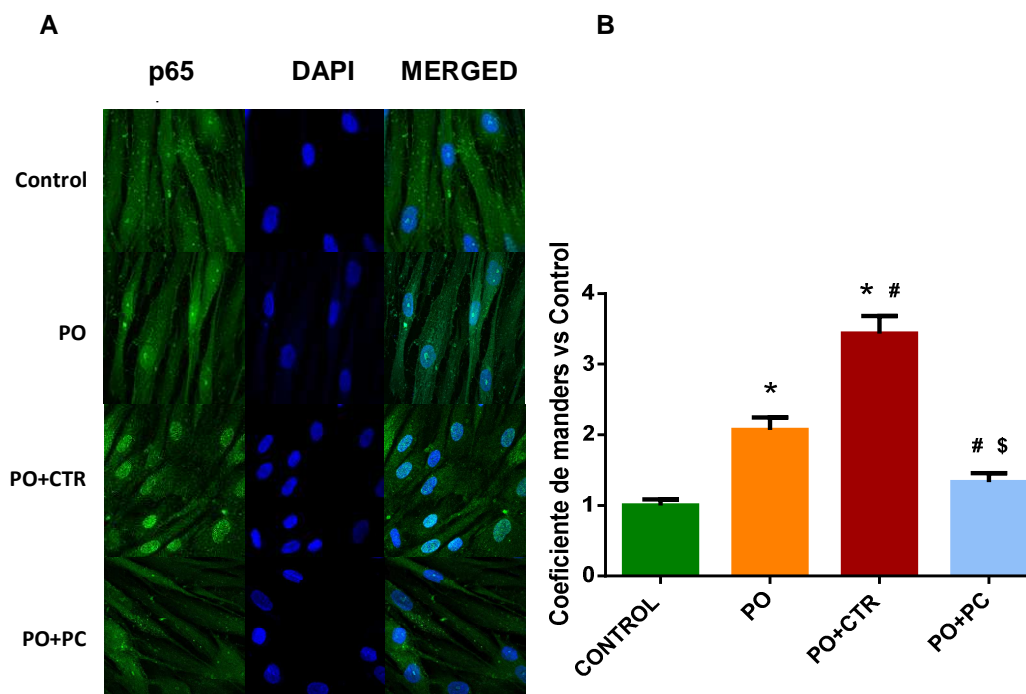 A
p65 DAPI MERGED
Control
PO
PO+CTR
PO+PC
B
Coeficiente de manders vs Control
4
3
2
1
0
*
* #
# $
CONTROL
PO
PO+CTR
PO+PC